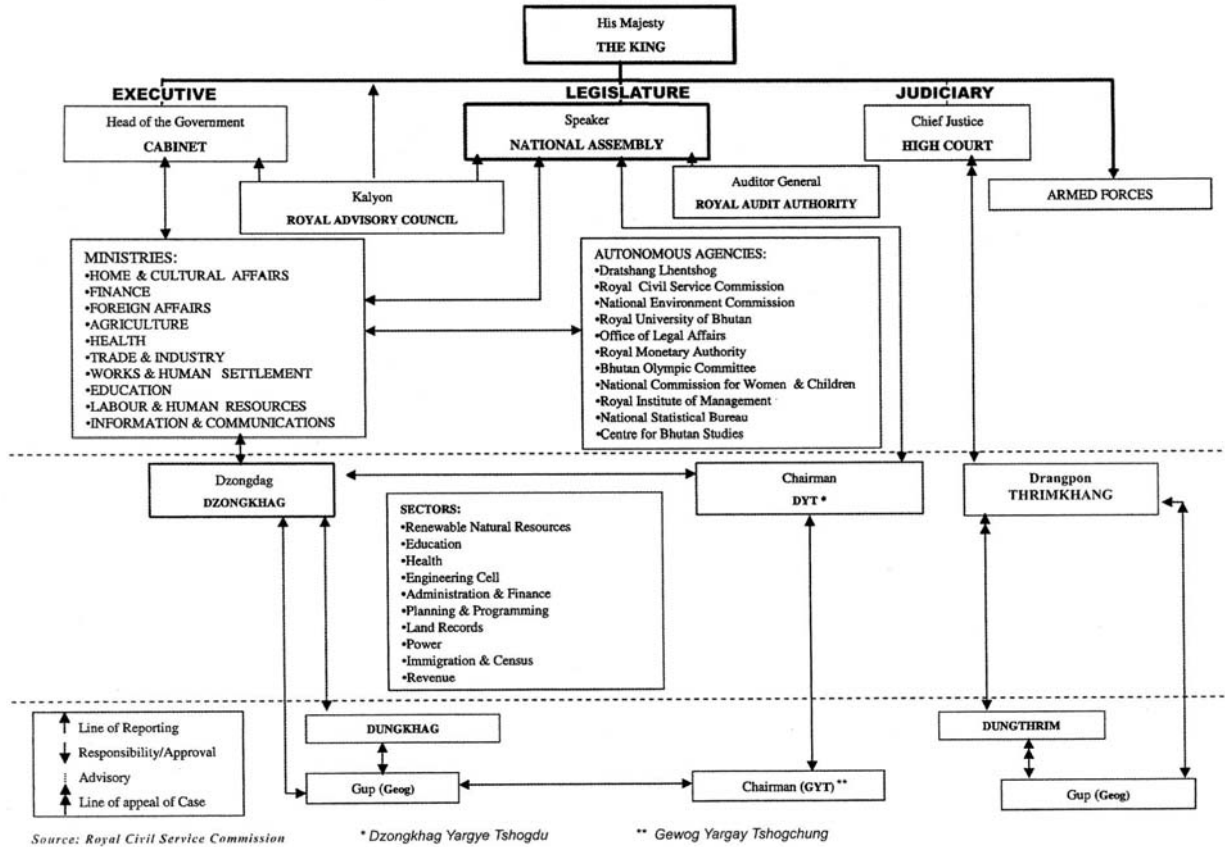 His Majesty
THE KING
EXECUTIVE
LEGISLATURE
JUDICIARY
Head of the Government
CABINET
Speaker
NATIONAL ASSEMBLY
Chief Justice
HIGH COURT
Kalyon
ROYAL ADVISORY COUNCIL
Auditor General
ROYAL AUDIT AUTHORITY
ARMED FORCES
MINISTRIES:
•HOME & CULTURAL AFFAIRS
•FINANCE
•FOREIGN AFFAIRS
•AGRICULTURE
•HEALTH
•TRADE & INDUSTRY
•WORKS & HUMAN SETTLEMENT
•EDUCATION
•LABOUR & HUMAN RESOURCES
•INFORMATION & COMMUNICATIONS
AUTONOMOUS AGENCIES:
•Dratshang Lhentshog
•Royal Civil Service Commission
•National Environment Commission
•Royal University of Bhutan
•Office of Legal Affairs
•Royal Monetary Authority
•Bhutan Olympic Committee
•National Commission for Women & Children
•Royal Institute of Management
•National Statistical Bureau
•Centre for Bhutan Studies
Dzongdag
DZONGKHAG
Chairman
DYT *
Drangpon
THRIMKHANG
SECTORS:
•Renewable Natural Resources
•Education
•Health
•Engineering Cell
•Administration & Finance
•Planning & Programming
•Land Records
•Power
•Immigration & Census
•Revenue
Line of Reporting
Responsibility/Approval
Advisory
Line of appeal of Case
DUNGKHAG
DUNGTHRIM
Gup (Geog)
Chairman (GYT) **
Gup (Geog)
Source: Royal Civil Service Commission
* Dzongkhag Yargye Tshogdu
** Gewog Yargay Tshogchung